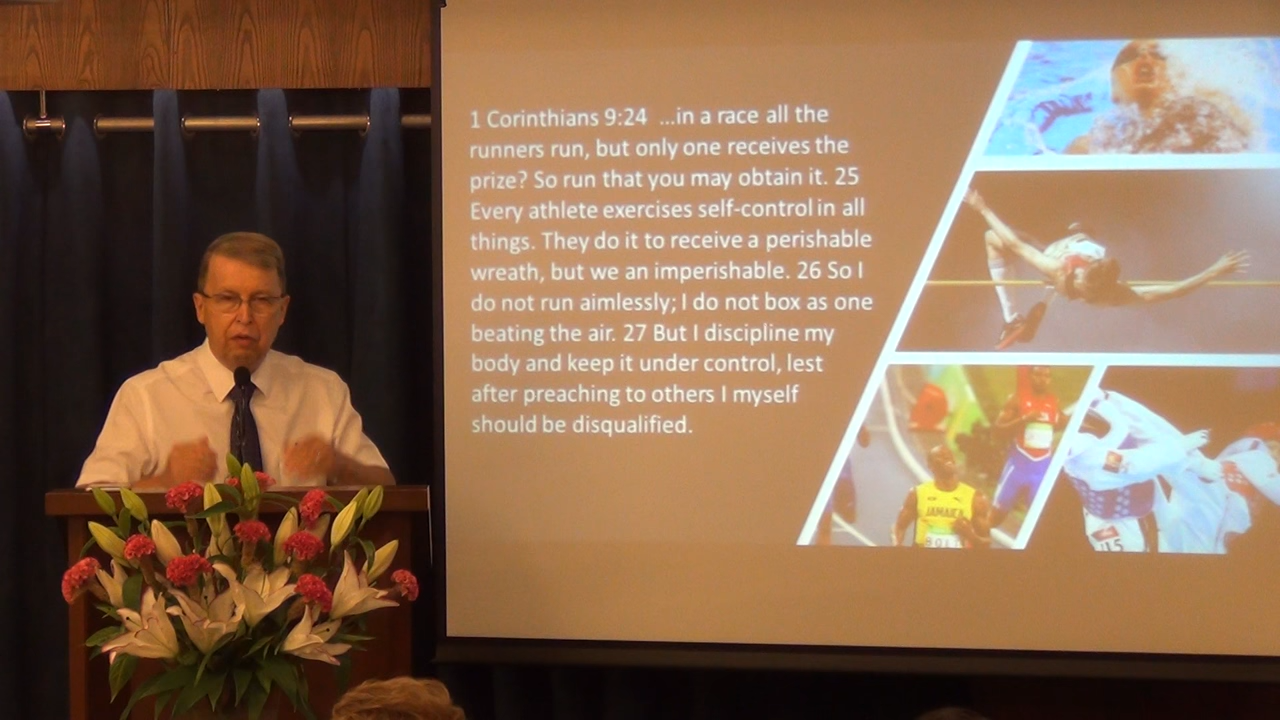 1 Corinthians 9:24 ...in a race all the
runners run, but only one receives the
prize? So run that you may obtain it. 25
Every athlete exercises self-control in all
things. They do it to receive a perishable
wreath, but we an imperishable. 26 So I
do not run aimlessly; I do not box as one
beating the air. 27 But I discipline my
body and keep it under control, lest
after preaching to others I myself
should be disqualified.
JAMAICA
BOLT